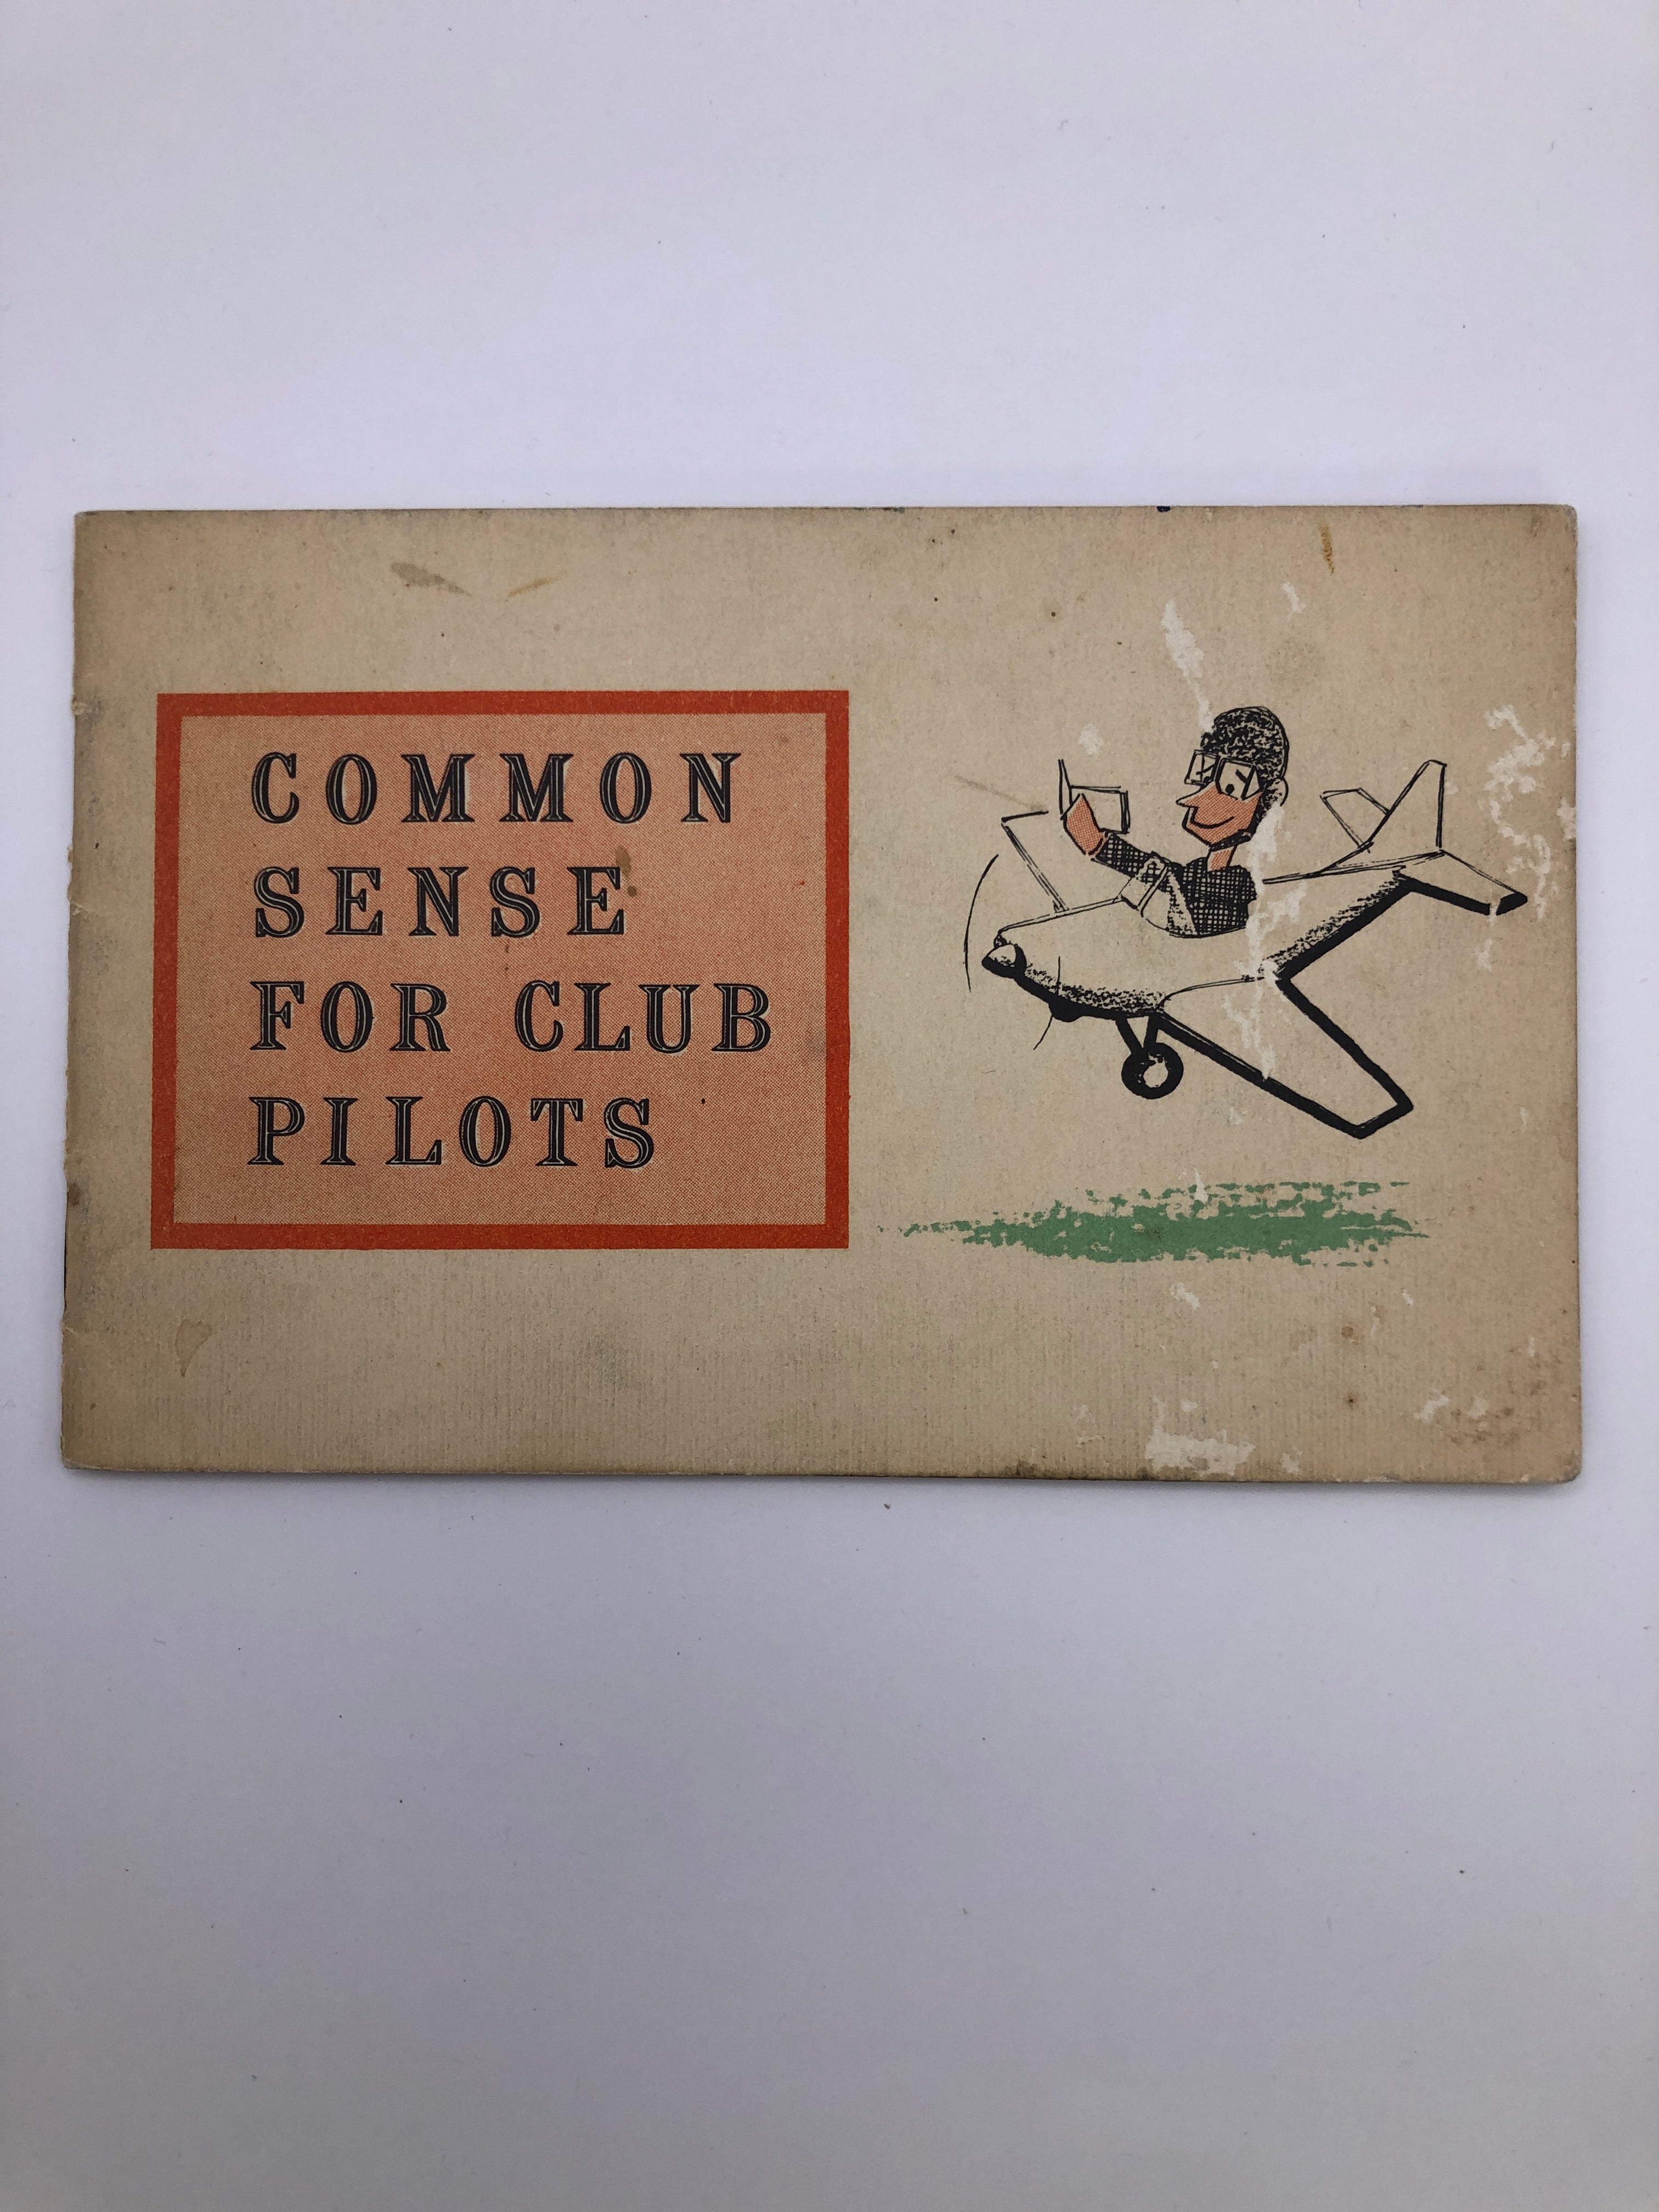 COMMON
SENSE
FOR CLUB
PILOTS